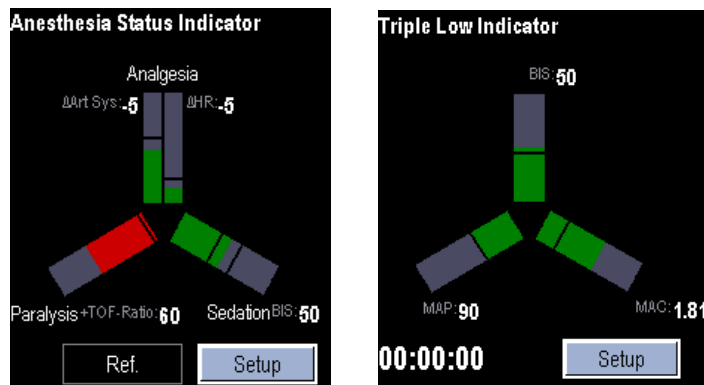 Anesthesia Status Indicator
Analgesia
ΔArt Sys:-5 ΔHR:-5
Paralysis +TOF-Ratio:60 Sedation BIS:50
Ref. Setup
Triple Low Indicator
BIS:50
MAP:90 MAC:1.81
00:00:00 Setup